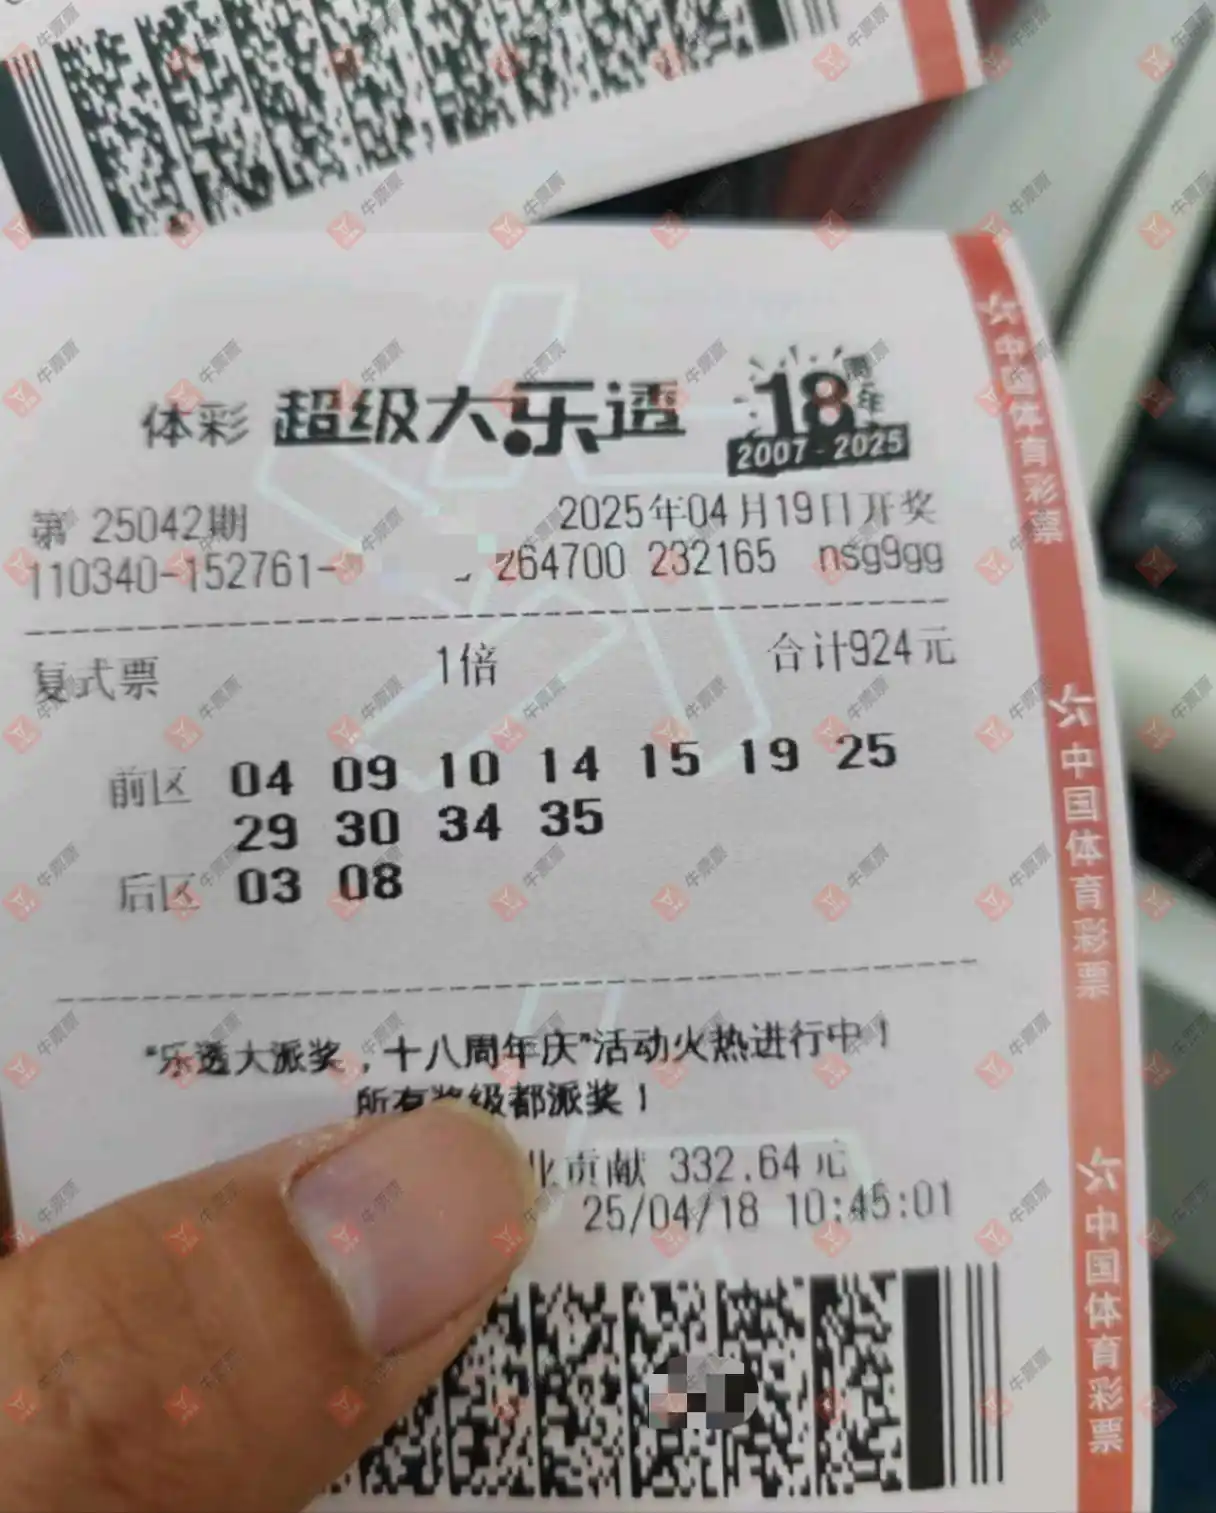 体彩 超级大乐透 18周年
2007-2025
第 25042期 2025年04月19日开奖
110340-152761- 264700 232165 nsg9gg
复式票 1倍 合计924元
前区 04 09 10 14 15 19 25
29 30 34 35
后区 03 08
“乐透大派奖，十八周年庆”活动火热进行中！
所有奖级都派奖！
贡献 332.64元
25/04/18 10:45:01
中国体育彩票
中国体育彩票
中国体育彩票
牛票票